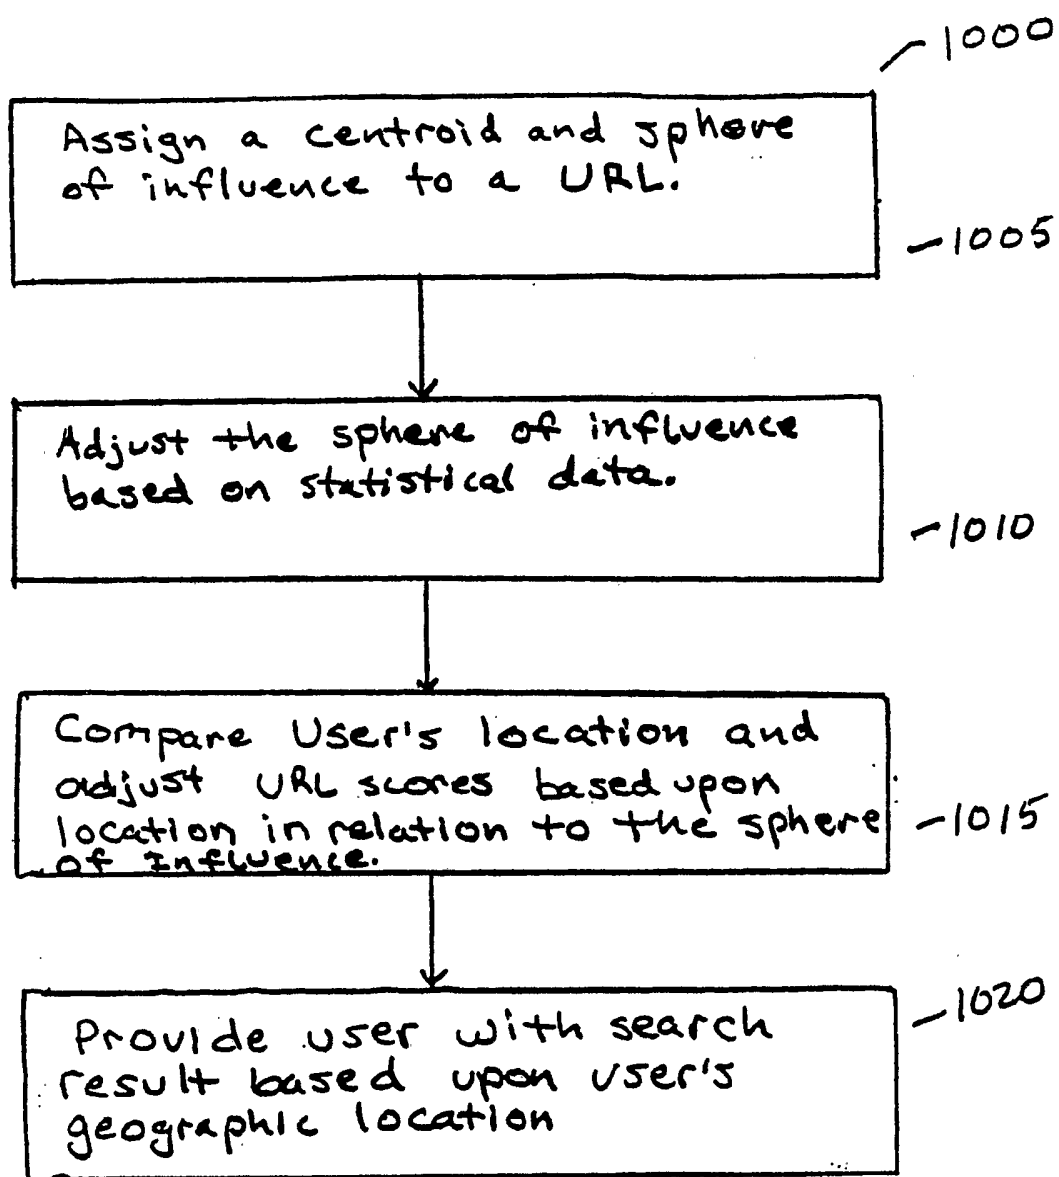 1000
Assign a centroid and sphere
of influence to a URL.
1005
Adjust the sphere of influence
based on statistical data.
1010
Compare User's location and
adjust URL scores based upon
location in relation to the sphere
of Influence.
1015
Provide user with search
result based upon user's
geographic location
1020